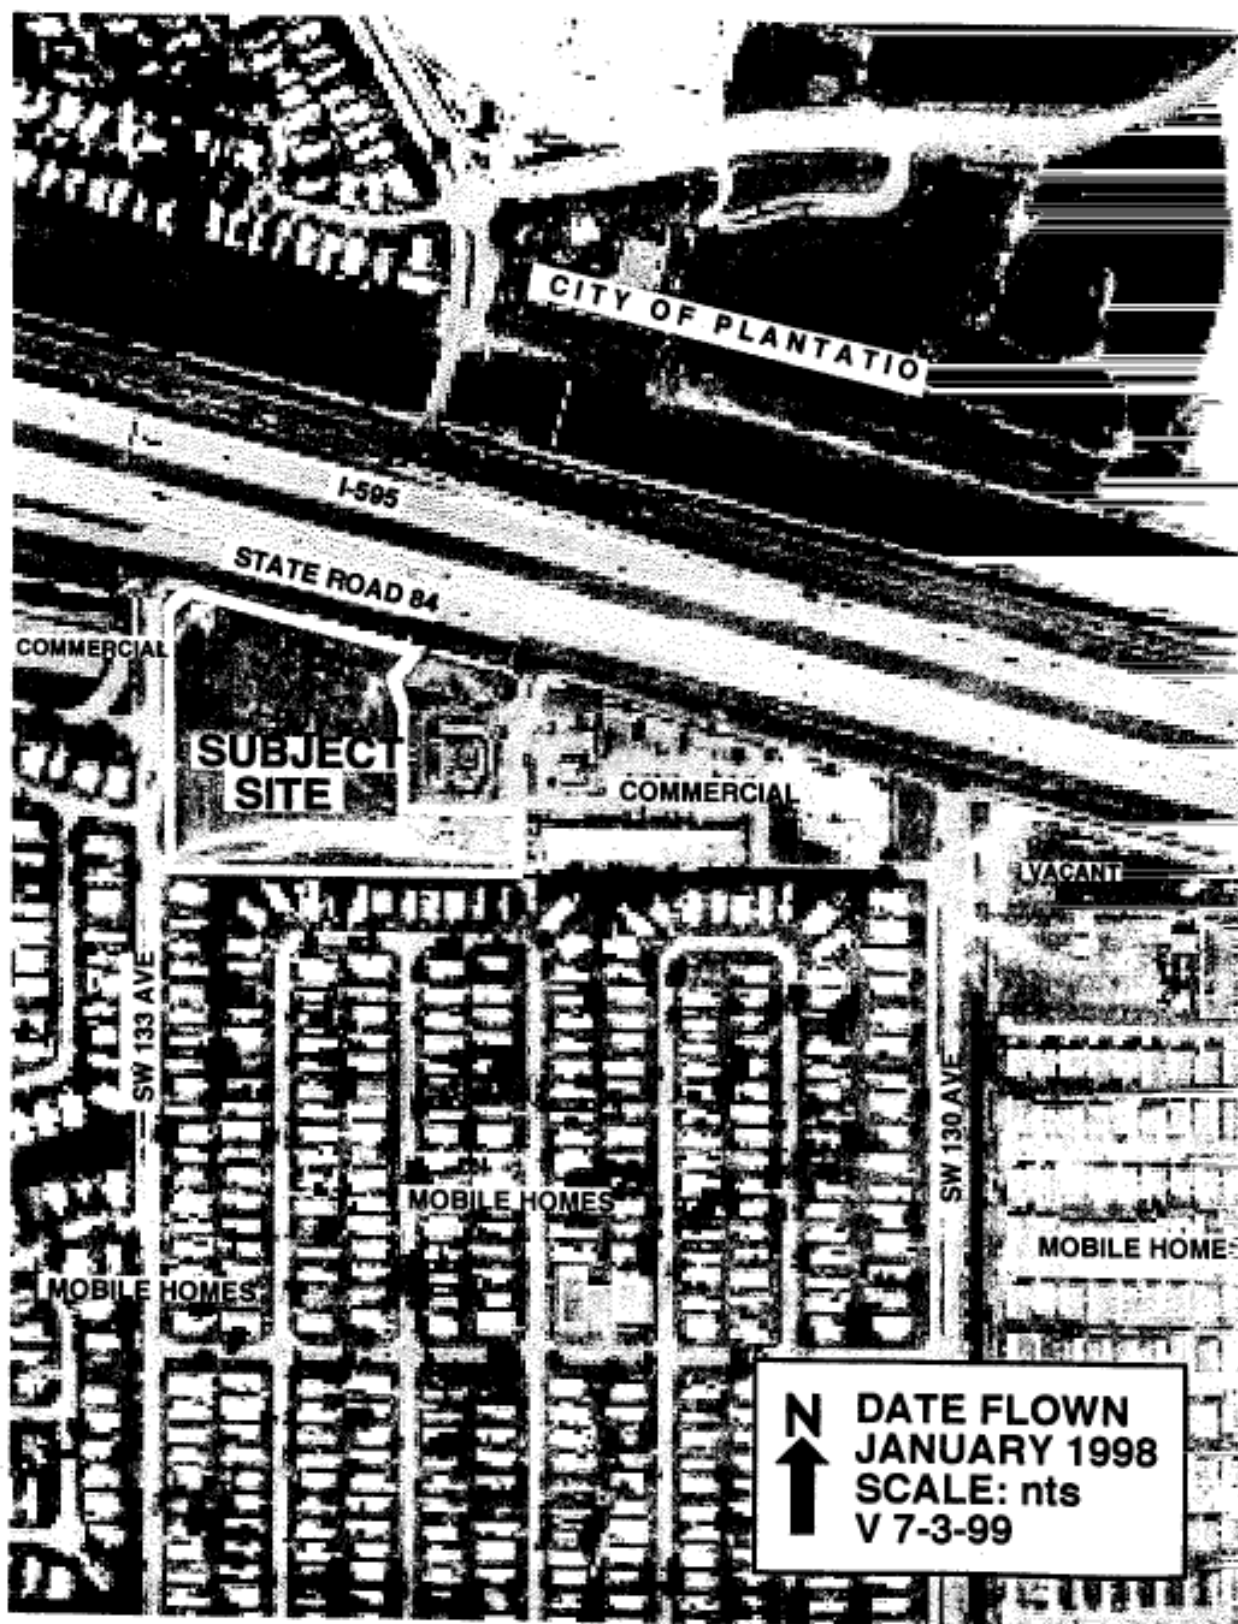 CITY OF PLANTATIO
I-595
STATE ROAD 84
COMMERCIAL
SUBJECT
SITE
COMMERCIAL
VACANT
SW 133 AVE
SW 130 AVE
MOBILE HOMES
MOBILE HOME
MOBILE HOMES
N
DATE FLOWN
JANUARY 1998
SCALE: nts
V 7-3-99